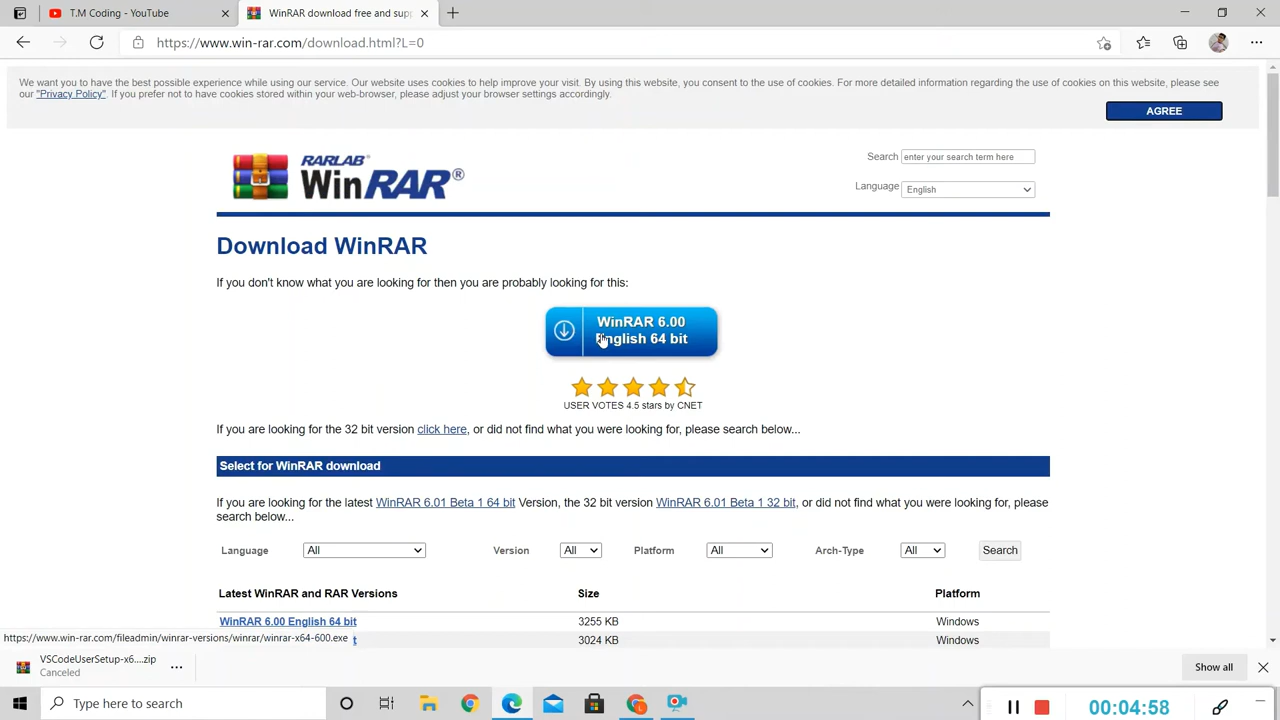 T.M Coding - YouTube
WinRAR download free and sup
https://www.win-rar.com/download.html?L=0
We want you to have the best possible experience while using our service. Our website uses cookies to help improve your visit. By using this website, you consent to the use of cookies. For more detailed information regarding the use of cookies on this website, please see
our "Privacy Policy". If you prefer not to have cookies stored within your web-browser, please adjust your browser settings accordingly.
AGREE
RARLAB®
WinRAR®
Search enter your search term here
Language English
Download WinRAR
If you don't know what you are looking for then you are probably looking for this:
WinRAR 6.00
English 64 bit
USER VOTES 4.5 stars by CNET
If you are looking for the 32 bit version click here, or did not find what you were looking for, please search below...
Select for WinRAR download
If you are looking for the latest WinRAR 6.01 Beta 1 64 bit Version, the 32 bit version WinRAR 6.01 Beta 1 32 bit, or did not find what you were looking for, please
search below...
Language All Version All Platform All Arch-Type All Search
Latest WinRAR and RAR Versions Size Platform
WinRAR 6.00 English 64 bit 3255 KB Windows
https://www.win-rar.com/fileadmin/winrar-versions/winrar/winrar-x64-600.exe t 3024 KB Windows
VSCodeUserSetup-x6....zip
Canceled
Show all
Type here to search
00:04:58